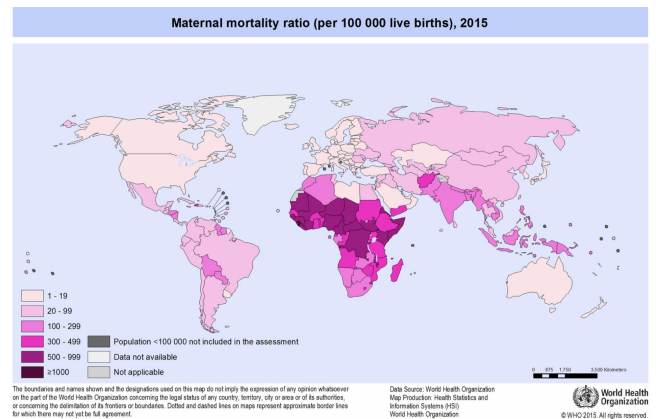 Maternal mortality ratio (per 100 000 live births), 2015
1 - 19
20 - 99
100 - 299
300 - 499
500 - 999
≥1000
Population <100 000 not included in the assessment
Data not available
Not applicable
0 875 1,750 3,500 Kilometers
The boundaries and names shown and the designations used on this map do not imply the expression of any opinion whatsoever
on the part of the World Health Organization concerning the legal status of any country, territory, city or area or of its authorities,
or concerning the delimitation of its frontiers or boundaries. Dotted and dashed lines on maps represent approximate border lines
for which there may not yet be full agreement.
Data Source: World Health Organization
Map Production: Health Statistics and
Information Systems (HSI)
World Health Organization
World Health
Organization
© WHO 2015. All rights reserved.